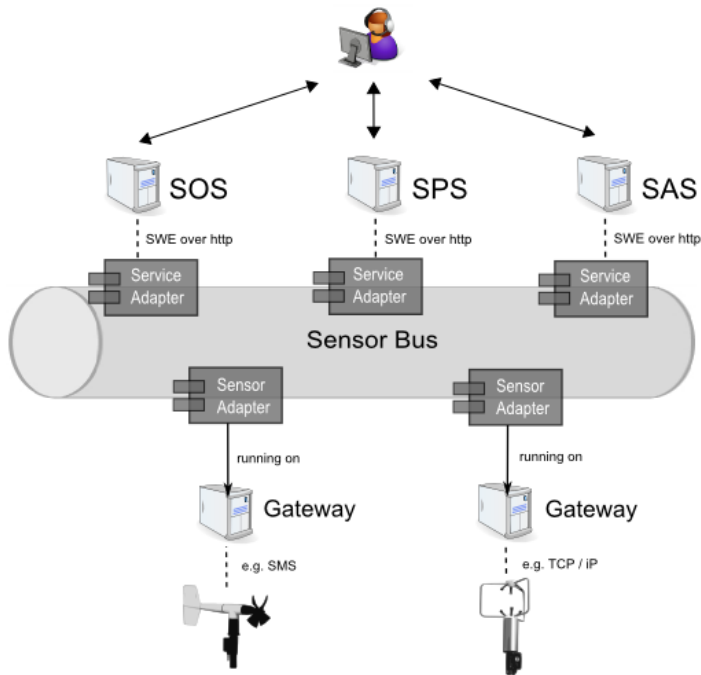 SOS
SPS
SAS
SWE over http
SWE over http
SWE over http
Service
Adapter
Service
Adapter
Service
Adapter
Sensor Bus
Sensor
Adapter
Sensor
Adapter
running on
running on
Gateway
Gateway
e.g. SMS
e.g. TCP / iP